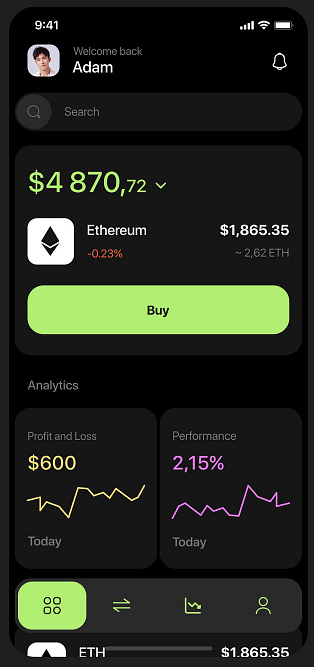 9:41
Welcome back
Adam
Search
$4 870,72
Ethereum $1,865.35
-0.23% ~ 2,62 ETH
Buy
Analytics
Profit and Loss Performance
$600 2,15%
Today Today
ETH $1,865.35